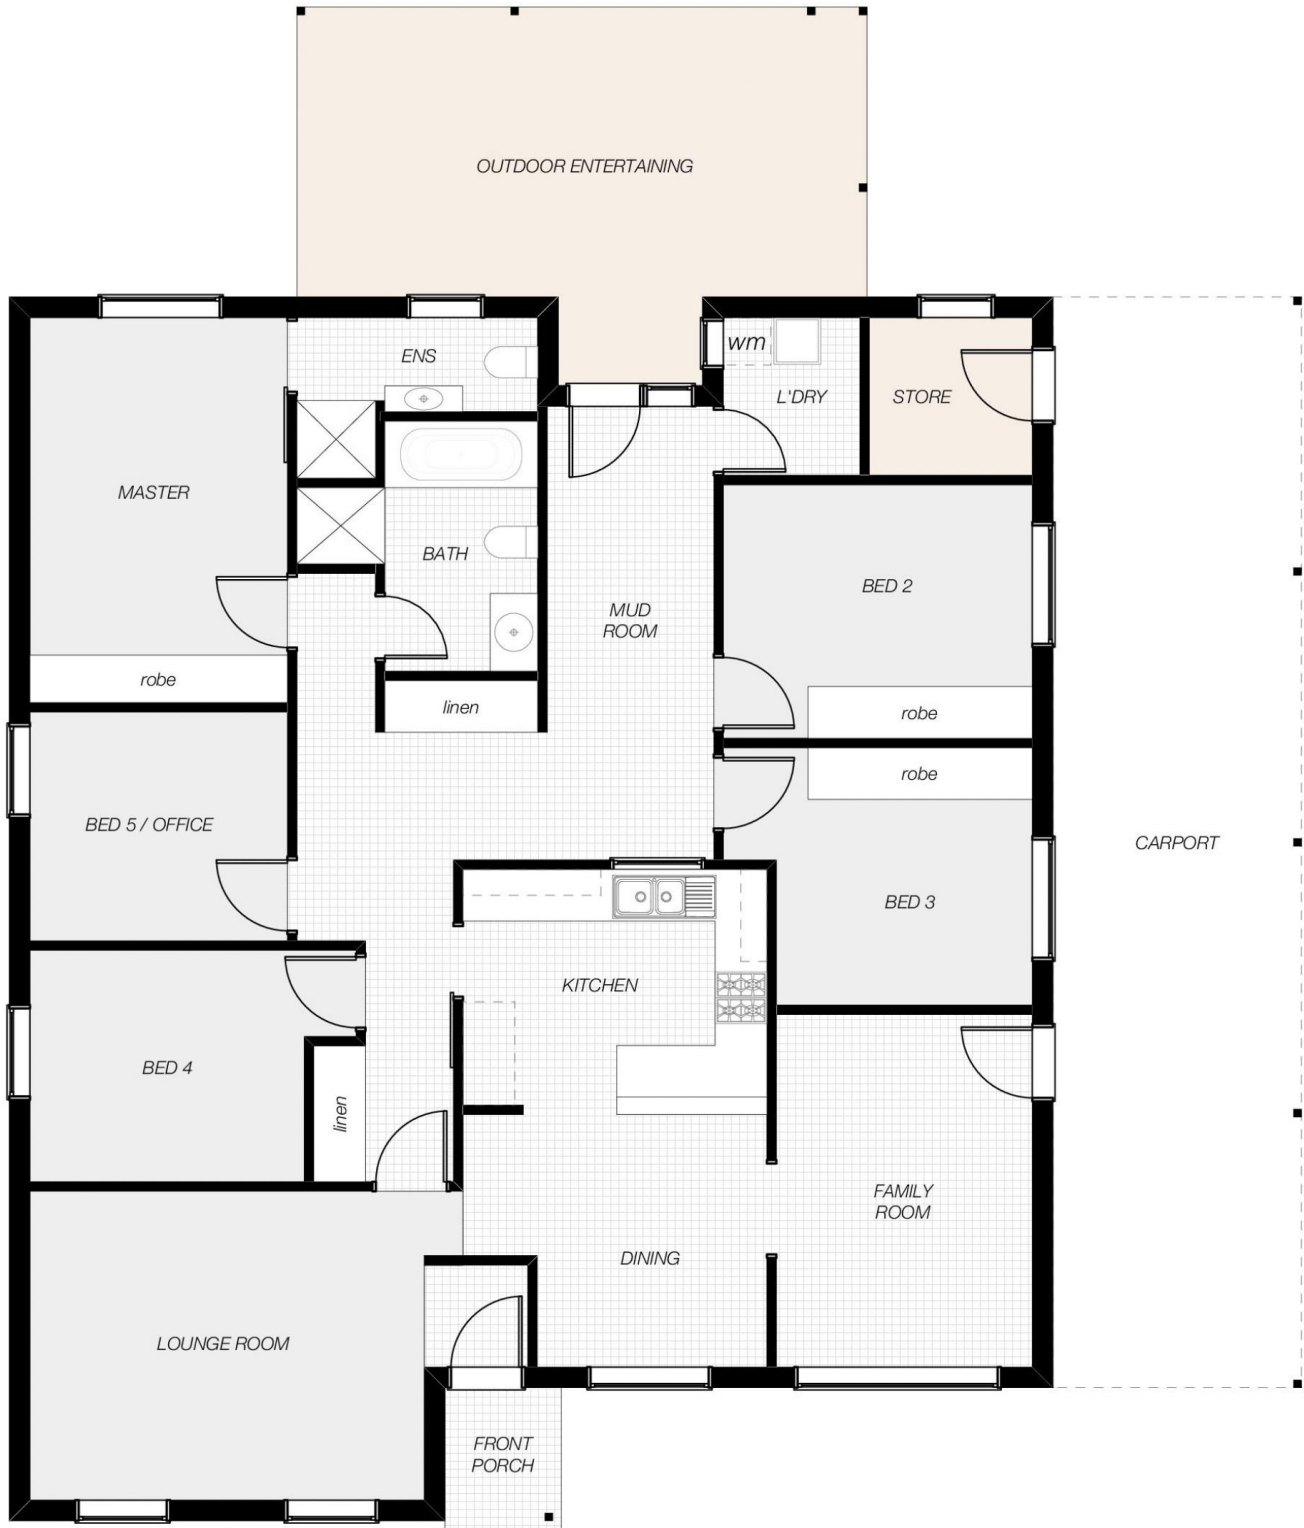 OUTDOOR ENTERTAINING
wm
ENS
L'DRY
STORE
MASTER
BATH
BED 2
MUD
ROOM
robe
linen
robe
robe
BED 5 / OFFICE
CARPORT
BED 3
KITCHEN
BED 4
linen
FAMILY
ROOM
DINING
LOUNGE ROOM
FRONT
PORCH